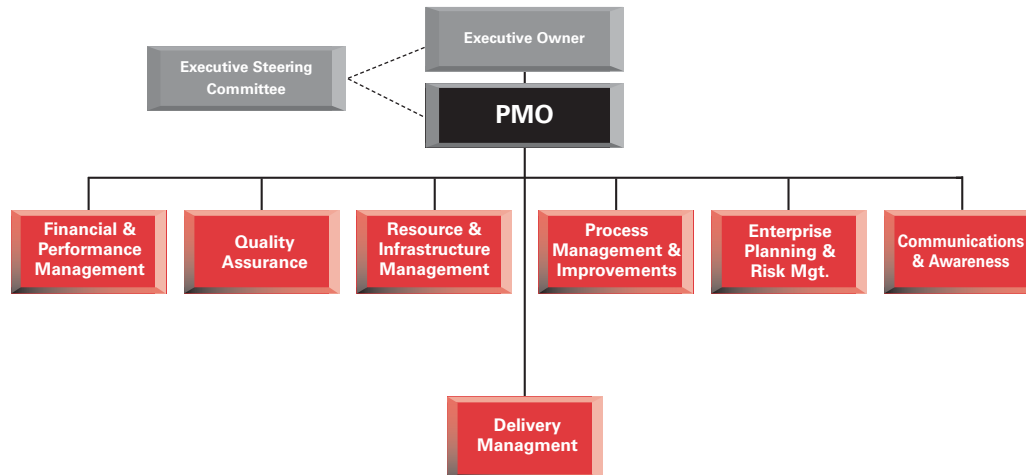 Executive Owner
Executive Steering
Committee
PMO
Financial &
Performance
Management
Quality
Assurance
Resource &
Infrastructure
Management
Process
Management &
Improvements
Enterprise
Planning &
Risk Mgt.
Communications
& Awareness
Delivery
Managment